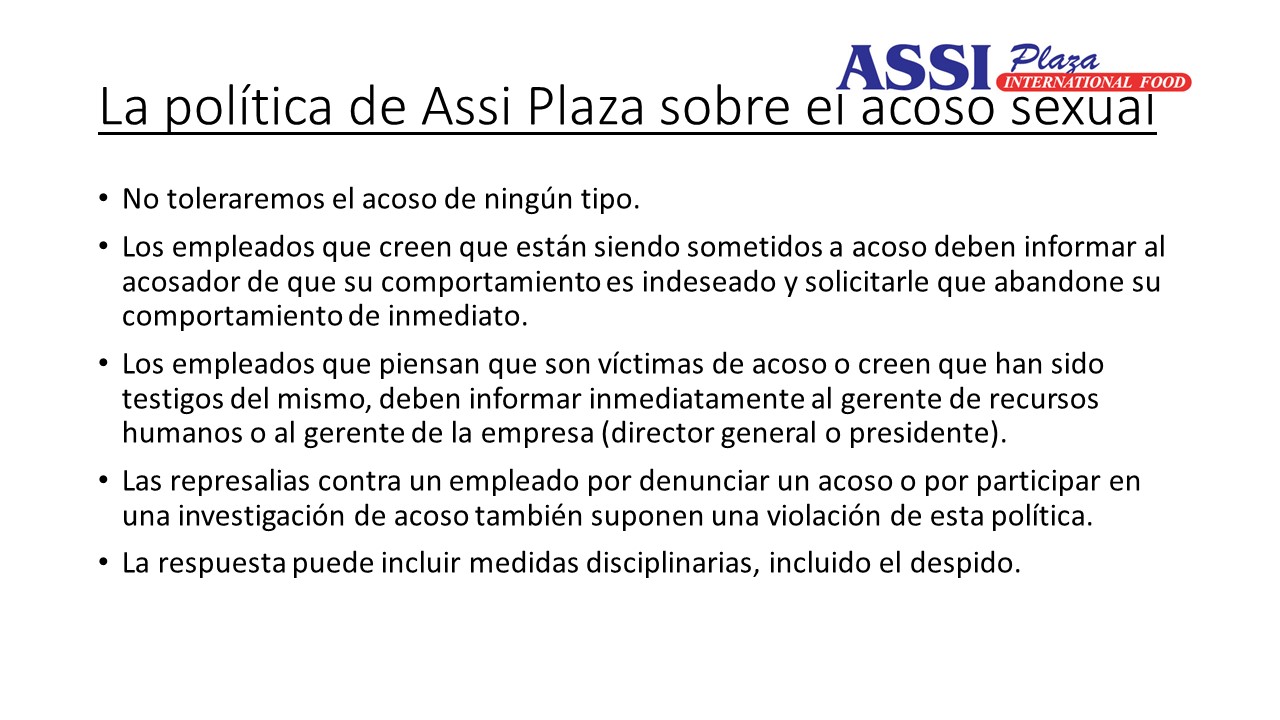 ASSI Plaza
INTERNATIONAL FOOD
La política de Assi Plaza sobre el acoso sexual
• No toleraremos el acoso de ningún tipo.
• Los empleados que creen que están siendo sometidos a acoso deben informar al
acosador de que su comportamiento es indeseado y solicitarle que abandone su
comportamiento de inmediato.
• Los empleados que piensan que son víctimas de acoso o creen que han sido
testigos del mismo, deben informar inmediatamente al gerente de recursos
humanos o al gerente de la empresa (director general o presidente).
• Las represalias contra un empleado por denunciar un acoso o por participar en
una investigación de acoso también suponen una violación de esta política.
• La respuesta puede incluir medidas disciplinarias, incluido el despido.